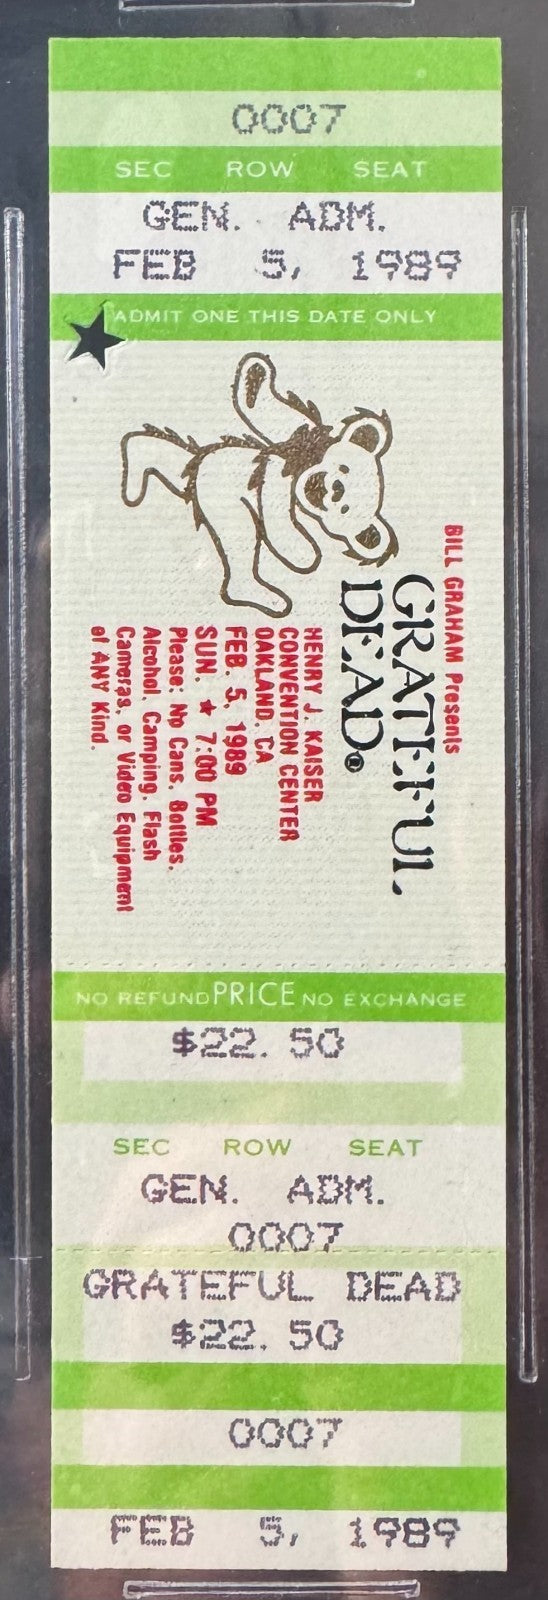 0007
SEC ROW SEAT
GEN. ADM.
FEB 5, 1989
ADMIT ONE THIS DATE ONLY
BILL GRAHAM Presents
GRATEFUL
DEAD®
HENRY J. KAISER
CONVENTION CENTER
OAKLAND, CA
FEB. 5, 1989
SUN. ★ 7:00 PM
Please: No Cans, Bottles,
Alcohol, Camping, Flash
Cameras, or Video Equipment
of ANY Kind.
NO REFUND PRICE NO EXCHANGE
$22.50
SEC ROW SEAT
GEN. ADM.
0007
GRATEFUL DEAD
$22.50
0007
FEB 5, 1989